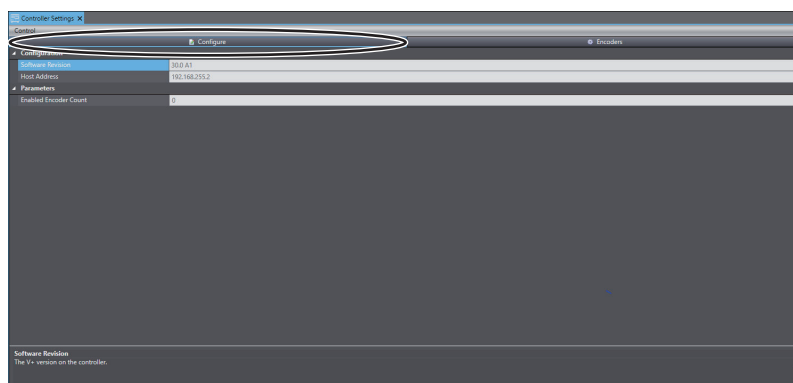 Controller Settings ×
Control
Configure
Encoders
Configuration
Software Revision 30.0 A1
Host Address 192.168.255.2
Parameters
Enabled Encoder Count 0
Software Revision
The V+ version on the controller.